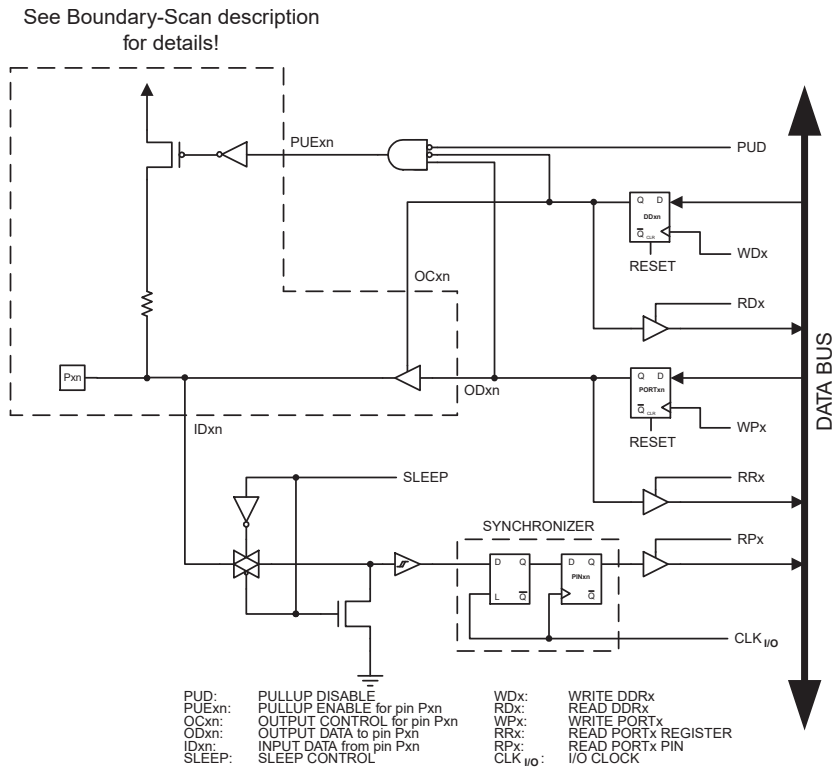 See Boundary-Scan description
for details!
PUExn
PUD
Q D
DDxn
Q CLR
WDx
RESET
OCxn
RDx
Pxn
ODxn
Q D
PORTxn
Q CLR
WPx
RESET
IDxn
DATA BUS
SLEEP
RRx
SYNCHRONIZER
RPx
D Q
L Q
D Q
PINxn
Q
CLK I/O
PUD: PULLUP DISABLE
PUExn: PULLUP ENABLE for pin Pxn
OCxn: OUTPUT CONTROL for pin Pxn
ODxn: OUTPUT DATA to pin Pxn
IDxn: INPUT DATA from pin Pxn
SLEEP: SLEEP CONTROL
WDx: WRITE DDRx
RDx: READ DDRx
WPx: WRITE PORTx
RRx: READ PORTx REGISTER
RPx: READ PORTx PIN
CLK I/O: I/O CLOCK